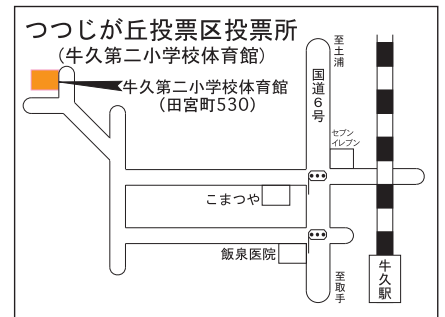 つつじが丘投票区投票所
(牛久第二小学校体育館)
牛久第二小学校体育館
(田宮町530)
至土浦
国道6号
セブン
イレブン
こまつや
飯泉医院
至取手
牛久駅